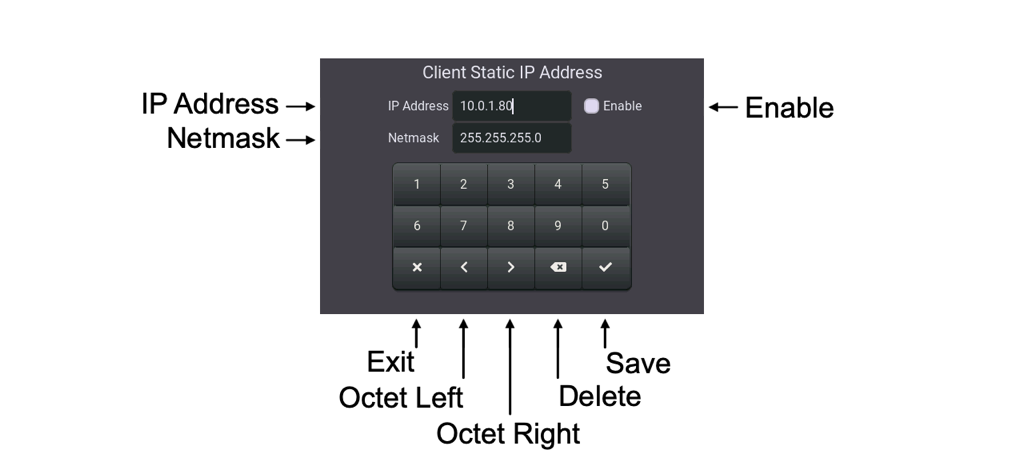 Client Static IP Address
IP Address
IP Address 10.0.1.80
Enable
Enable
Netmask
Netmask 255.255.255.0
1 2 3 4 5
6 7 8 9 0
Exit
Save
Octet Left
Delete
Octet Right